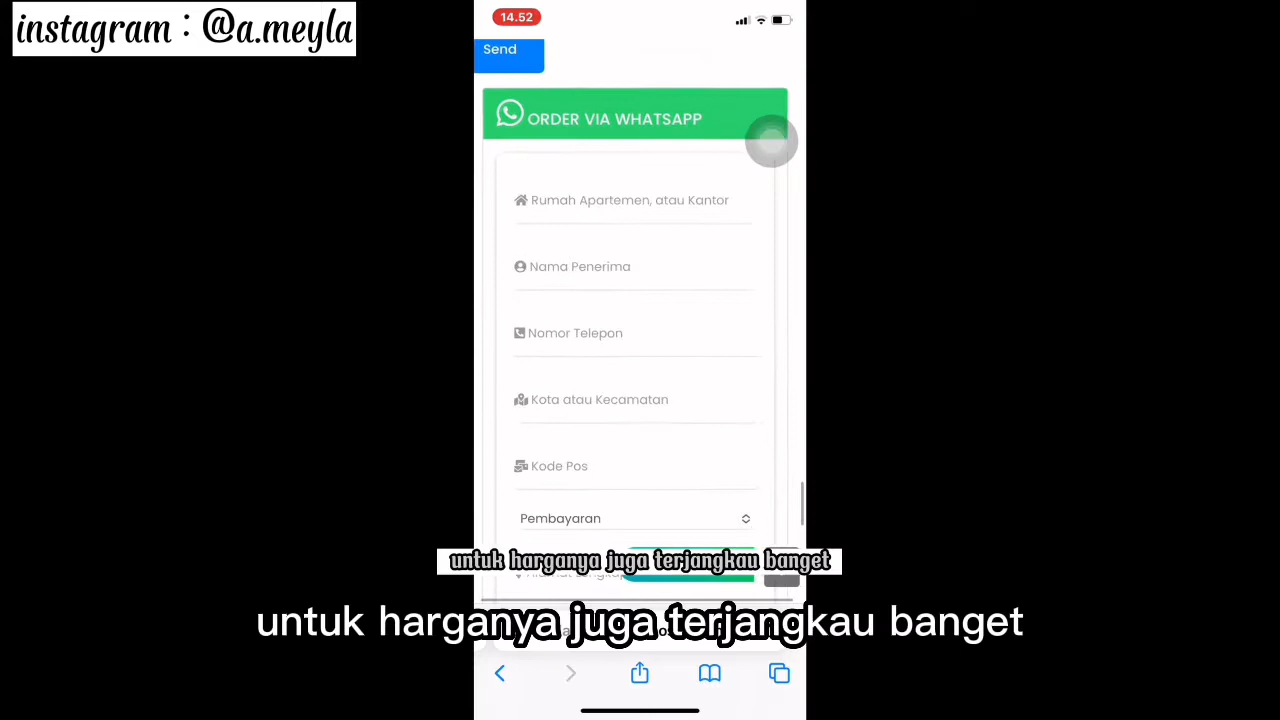 instagram : @a.meyla
14.52
Send
ORDER VIA WHATSAPP
Rumah Apartemen, atau Kantor
Nama Penerima
Nomor Telepon
Kota atau Kecamatan
Kode Pos
Pembayaran
untuk harganya juga terjangkau banget
untuk harganya juga terjangkau banget